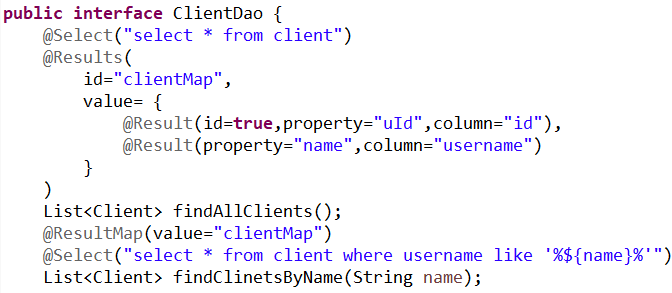 public interface ClientDao {
    @Select("select * from client")
    @Results(
        id="clientMap",
        value= {
            @Result(id=true,property="uId",column="id"),
            @Result(property="name",column="username")
        }
    )
    List<Client> findAllClients();
    @ResultMap(value="clientMap")
    @Select("select * from client where username like '%${name}%'")
    List<Client> findClinetsByName(String name);